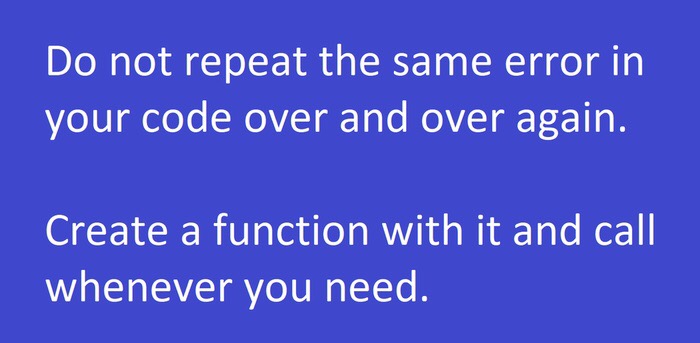 Do not repeat the same error in
your code over and over again.
Create a function with it and call
whenever you need.